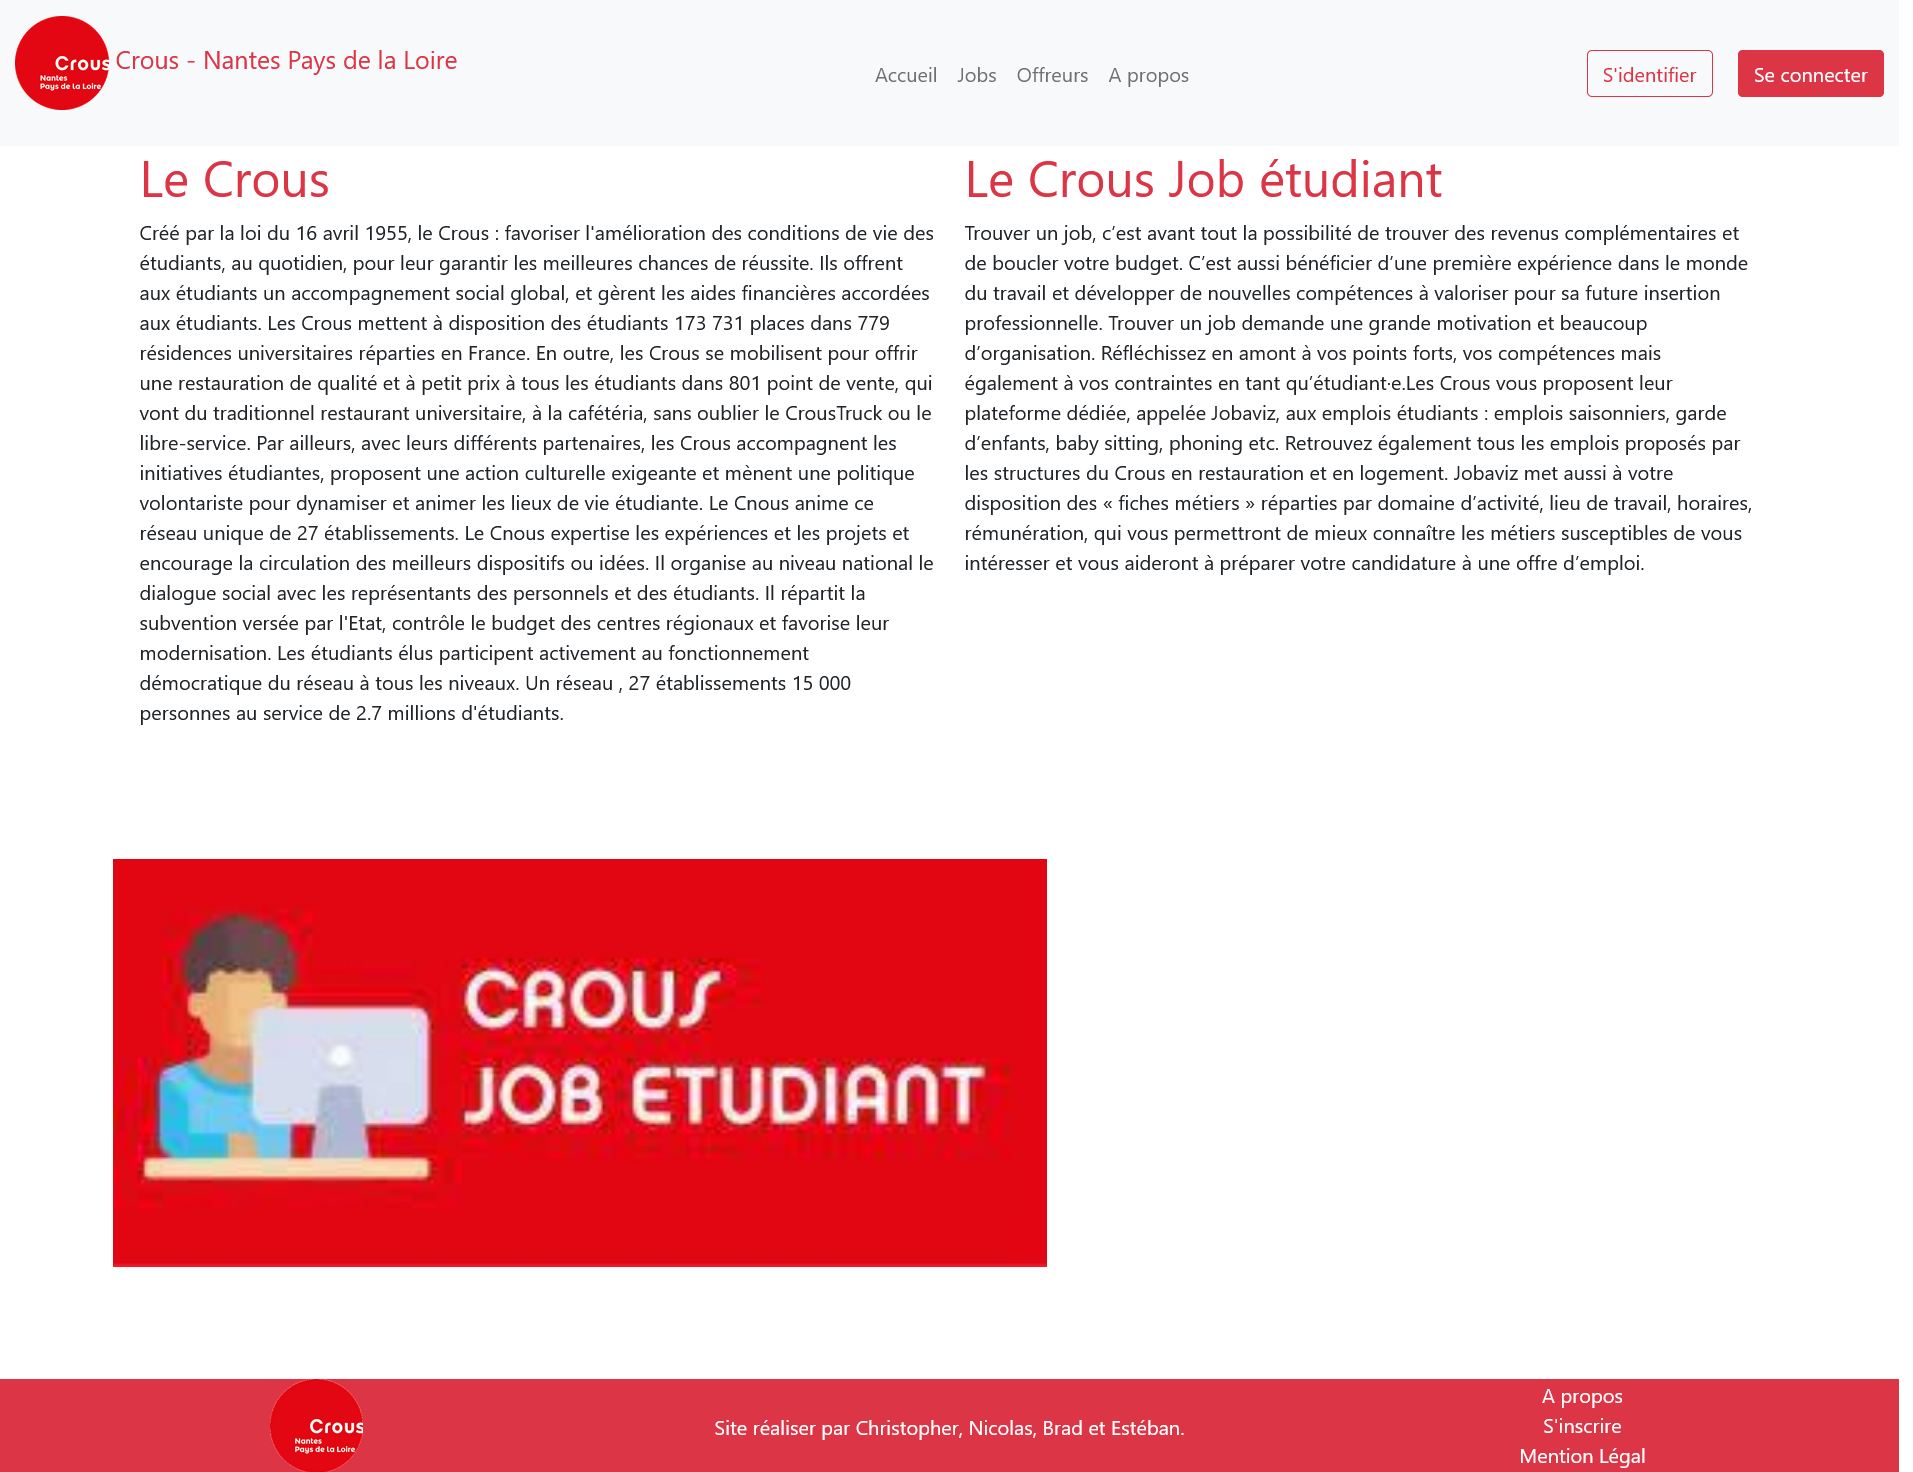 Crous
Nantes
Pays de la Loire
Crous - Nantes Pays de la Loire
Accueil
Jobs
Offreurs
A propos
S'identifier
Se connecter
Le Crous
Créé par la loi du 16 avril 1955, le Crous : favoriser l'amélioration des conditions de vie des
étudiants, au quotidien, pour leur garantir les meilleures chances de réussite. Ils offrent
aux étudiants un accompagnement social global, et gèrent les aides financières accordées
aux étudiants. Les Crous mettent à disposition des étudiants 173 731 places dans 779
résidences universitaires réparties en France. En outre, les Crous se mobilisent pour offrir
une restauration de qualité et à petit prix à tous les étudiants dans 801 point de vente, qui
vont du traditionnel restaurant universitaire, à la cafétéria, sans oublier le CrousTruck ou le
libre-service. Par ailleurs, avec leurs différents partenaires, les Crous accompagnent les
initiatives étudiantes, proposent une action culturelle exigeante et mènent une politique
volontariste pour dynamiser et animer les lieux de vie étudiante. Le Cnous anime ce
réseau unique de 27 établissements. Le Cnous expertise les expériences et les projets et
encourage la circulation des meilleurs dispositifs ou idées. Il organise au niveau national le
dialogue social avec les représentants des personnels et des étudiants. Il répartit la
subvention versée par l'Etat, contrôle le budget des centres régionaux et favorise leur
modernisation. Les étudiants élus participent activement au fonctionnement
démocratique du réseau à tous les niveaux. Un réseau , 27 établissements 15 000
personnes au service de 2.7 millions d'étudiants.
Le Crous Job étudiant
Trouver un job, c’est avant tout la possibilité de trouver des revenus complémentaires et
de boucler votre budget. C’est aussi bénéficier d’une première expérience dans le monde
du travail et développer de nouvelles compétences à valoriser pour sa future insertion
professionnelle. Trouver un job demande une grande motivation et beaucoup
d’organisation. Réfléchissez en amont à vos points forts, vos compétences mais
également à vos contraintes en tant qu’étudiant·e.Les Crous vous proposent leur
plateforme dédiée, appelée Jobaviz, aux emplois étudiants : emplois saisonniers, garde
d’enfants, baby sitting, phoning etc. Retrouvez également tous les emplois proposés par
les structures du Crous en restauration et en logement. Jobaviz met aussi à votre
disposition des « fiches métiers » réparties par domaine d’activité, lieu de travail, horaires,
rémunération, qui vous permettront de mieux connaître les métiers susceptibles de vous
intéresser et vous aideront à préparer votre candidature à une offre d’emploi.
CROUS
JOB ETUDIANT
Crous
Nantes
Pays de la Loire
Site réaliser par Christopher, Nicolas, Brad et Estéban.
A propos
S'inscrire
Mention Légal